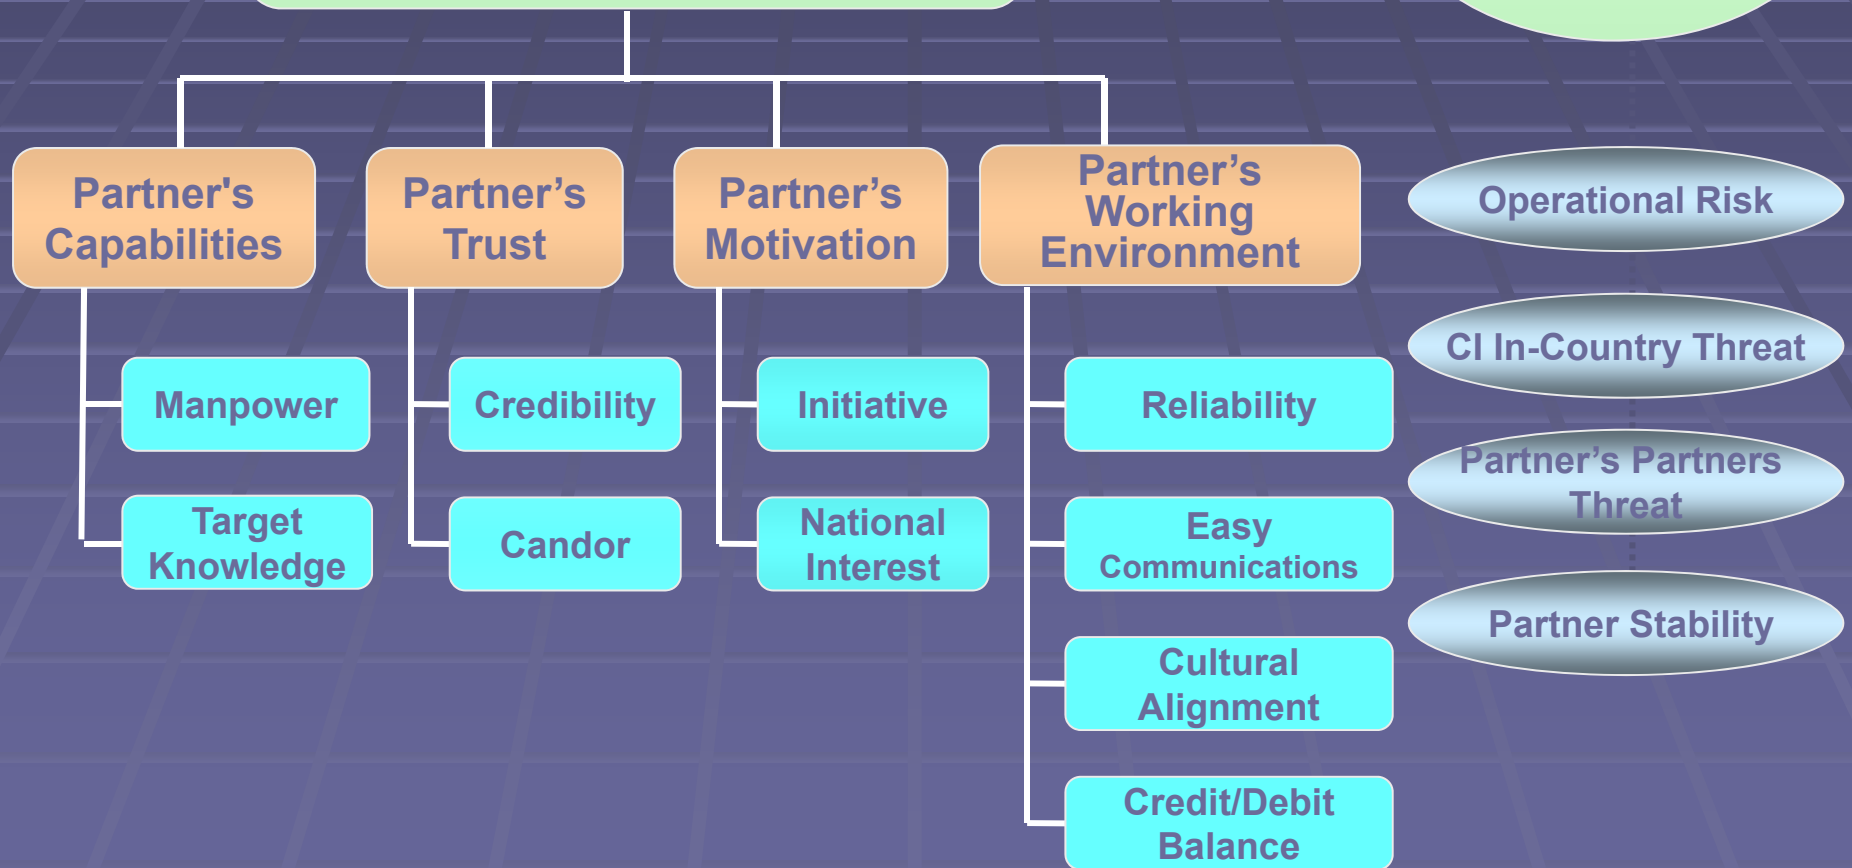 Partner's
Capabilities
Partner’s
Trust
Partner’s
Motivation
Partner’s
Working
Environment
Operational Risk
CI In-Country Threat
Manpower
Credibility
Initiative
Reliability
Partner’s Partners
Threat
Target
Knowledge
Candor
National
Interest
Easy
Communications
Partner Stability
Cultural
Alignment
Credit/Debit
Balance